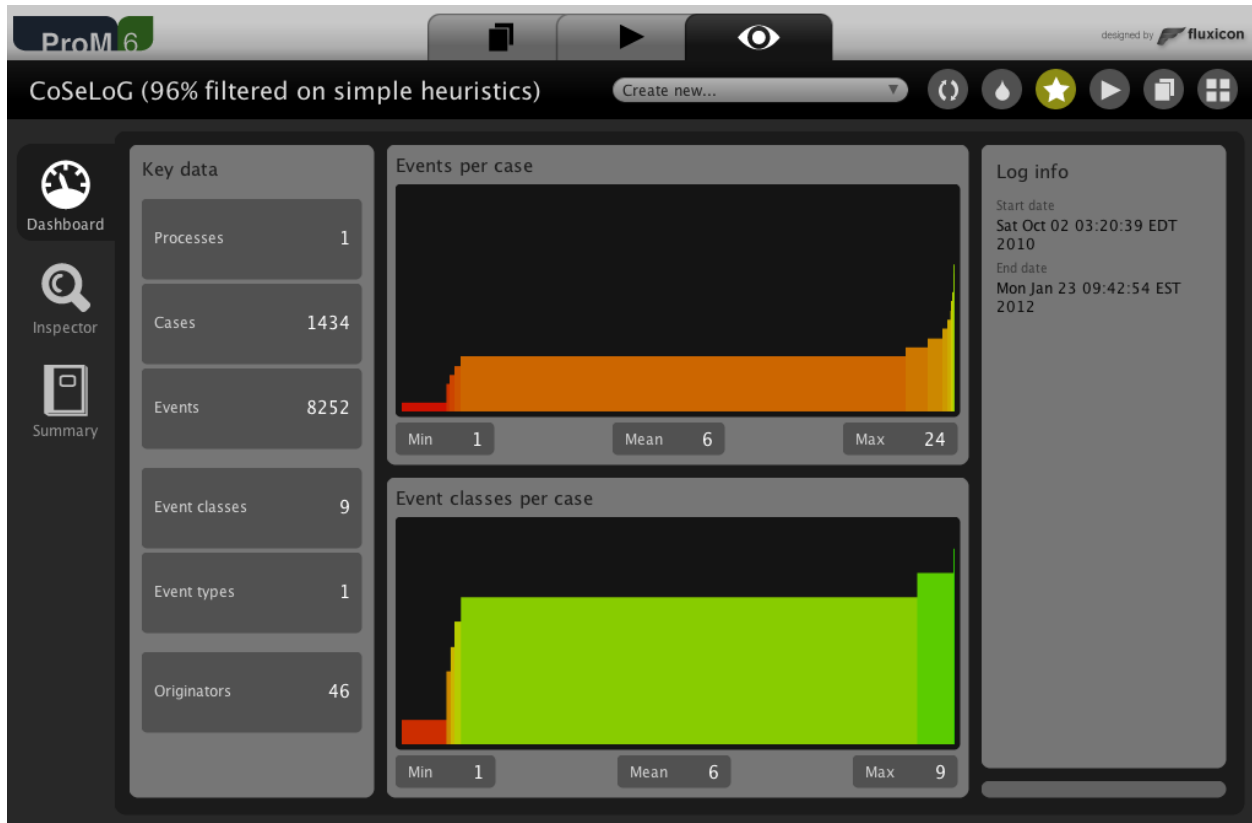 ProM 6
designed by fluxicon
CoSeLoG (96% filtered on simple heuristics)
Create new...
Dashboard
Inspector
Summary
Key data
Processes 1
Cases 1434
Events 8252
Event classes 9
Event types 1
Originators 46
Events per case
Min 1 Mean 6 Max 24
Event classes per case
Min 1 Mean 6 Max 9
Log info
Start date
Sat Oct 02 03:20:39 EDT
2010
End date
Mon Jan 23 09:42:54 EST
2012